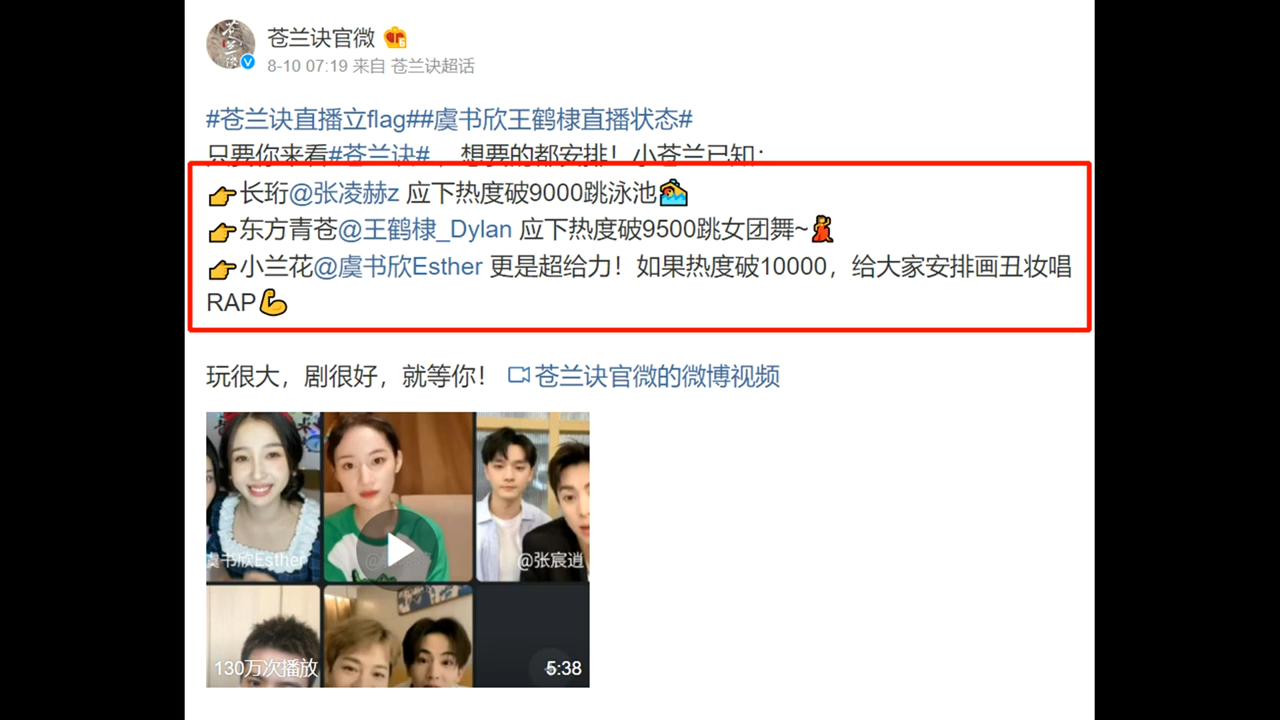 苍兰诀官微
8-10 07:19 来自 苍兰诀超话
#苍兰诀直播立flag##虞书欣王鹤棣直播状态#
只要你来看#苍兰诀#，想要的都安排！小苍兰已知：
👉长珩@张凌赫z 应下热度破9000跳泳池🏊
👉东方青苍@王鹤棣_Dylan 应下热度破9500跳女团舞~💃
👉小兰花@虞书欣Esther 更是超给力！如果热度破10000，给大家安排画丑妆唱
RAP💪
玩很大，剧很好，就等你！ 苍兰诀官微的微博视频
虞书欣Esther
@张宸逍
130万次播放
5:38